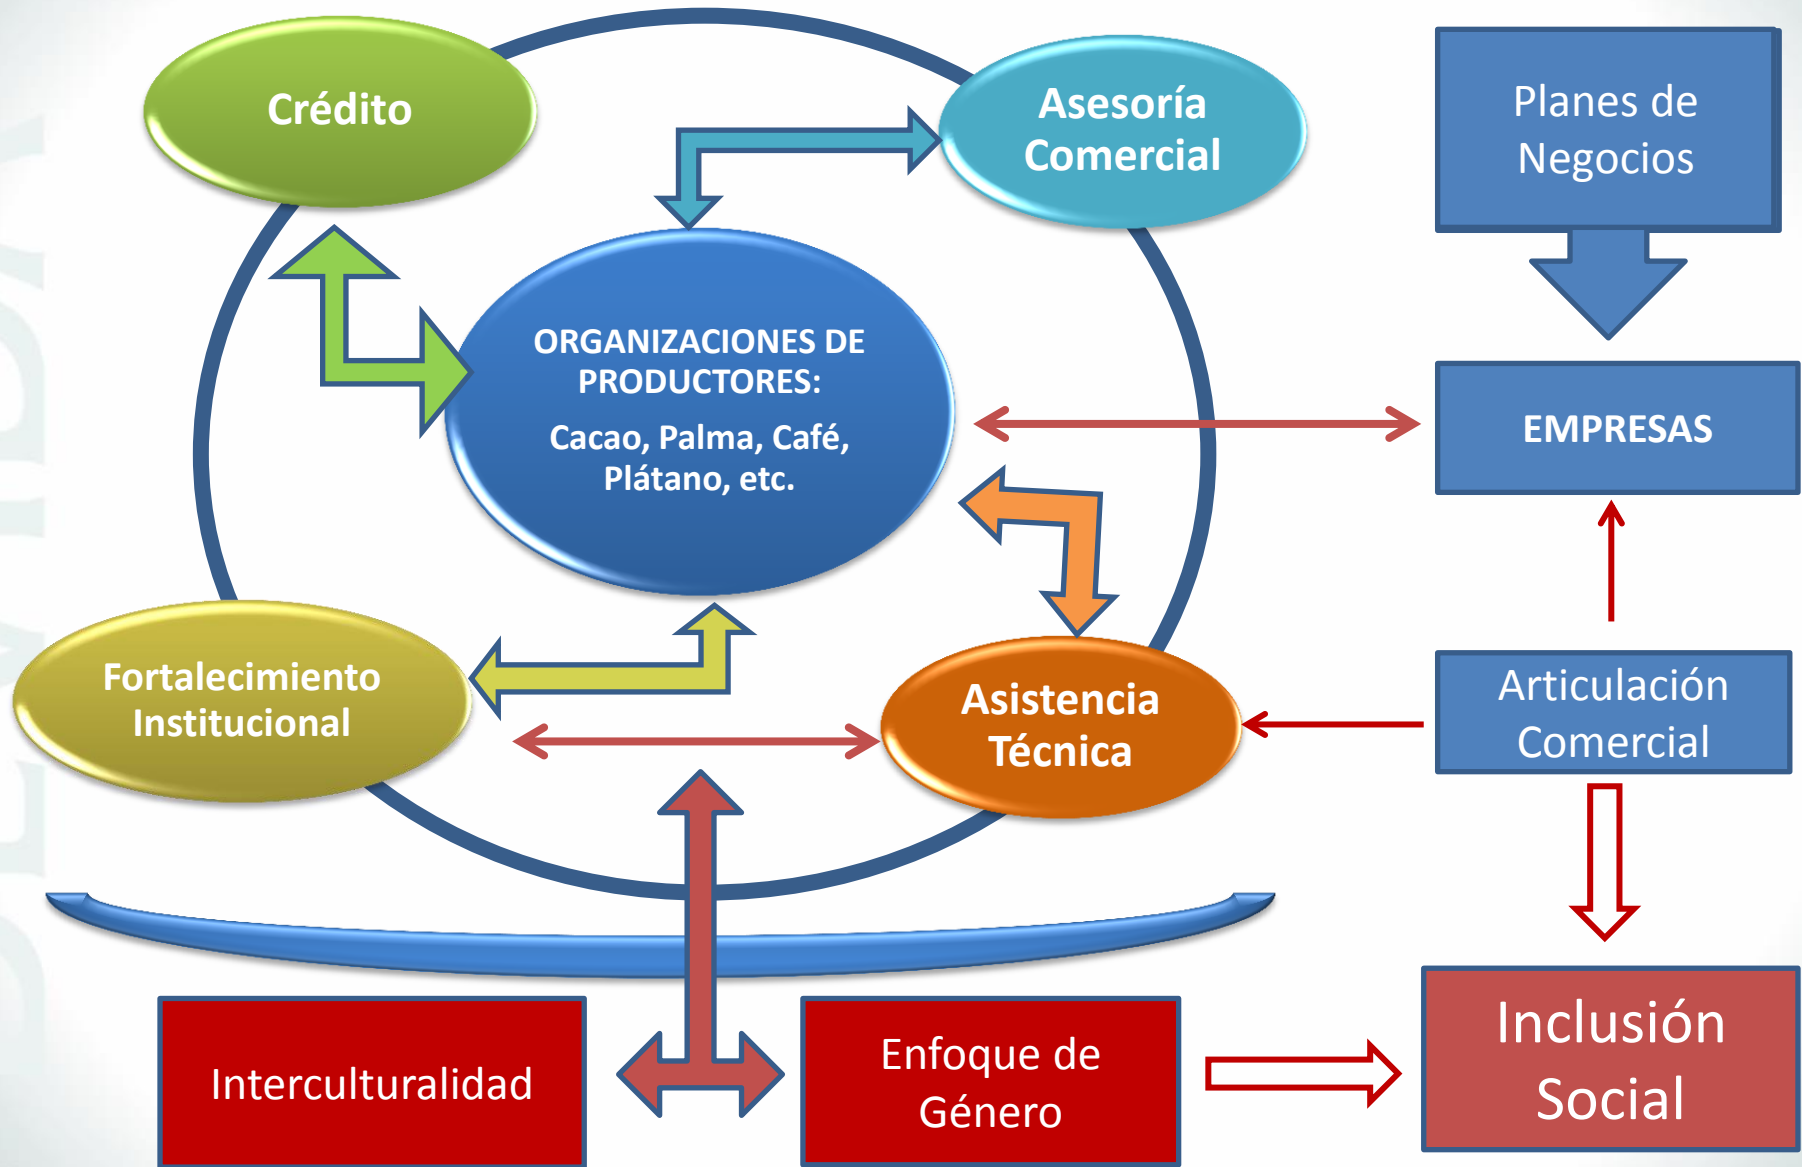 Crédito
Asesoría
Comercial
Planes de
Negocios
ORGANIZACIONES DE
PRODUCTORES:
Cacao, Palma, Café,
Plátano, etc.
EMPRESAS
Fortalecimiento
Institucional
Asistencia
Técnica
Articulación
Comercial
Interculturalidad
Enfoque de
Género
Inclusión
Social